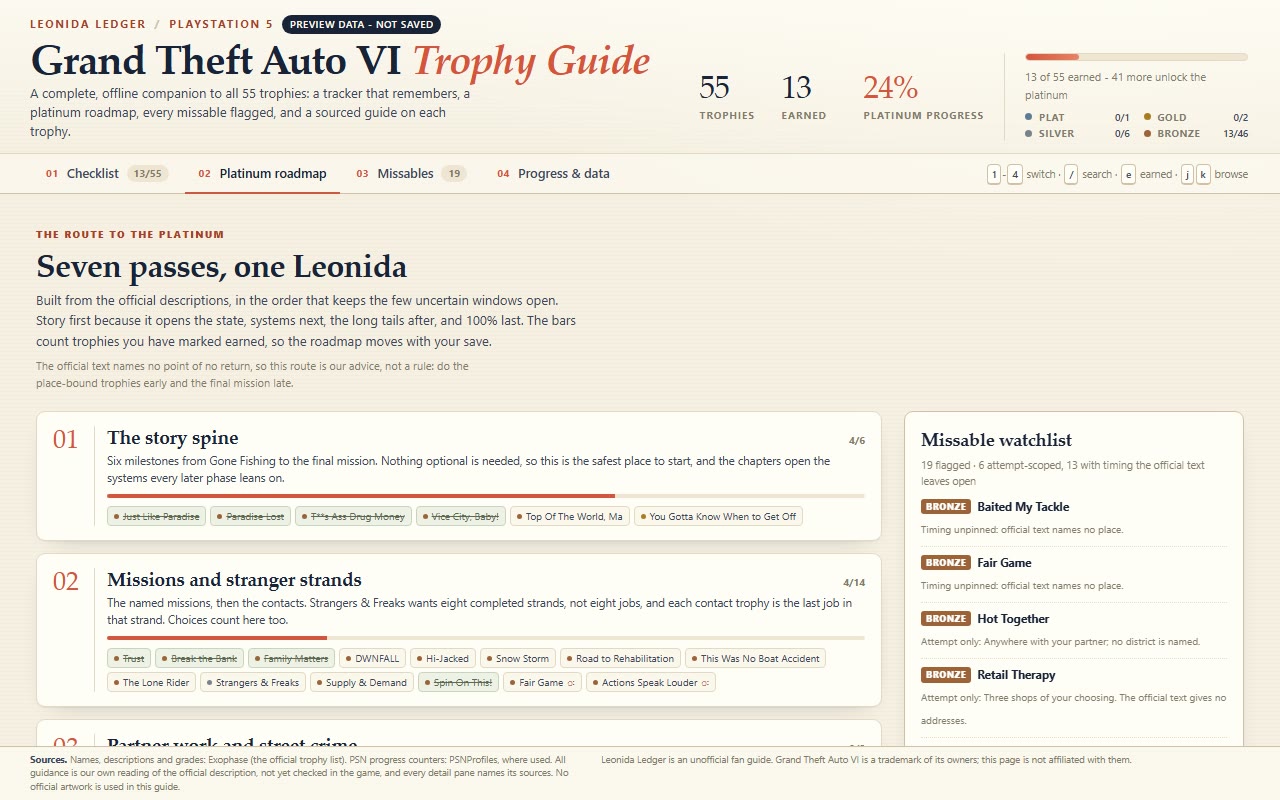 LEONIDA LEDGER / PLAYSTATION 5 PREVIEW DATA - NOT SAVED
Grand Theft Auto VI Trophy Guide
A complete, offline companion to all 55 trophies: a tracker that remembers, a
platinum roadmap, every missable flagged, and a sourced guide on each
trophy.
55
TROPHIES
13
EARNED
24%
PLATINUM PROGRESS
13 of 55 earned - 41 more unlock the
platinum
PLAT 0/1 GOLD 0/2
SILVER 0/6 BRONZE 13/46
01 Checklist 13/55 02 Platinum roadmap 03 Missables 19 04 Progress & data
1 - 4 switch · / search · e earned · j k browse
THE ROUTE TO THE PLATINUM
Seven passes, one Leonida
Built from the official descriptions, in the order that keeps the few uncertain windows open.
Story first because it opens the state, systems next, the long tails after, and 100% last. The bars
count trophies you have marked earned, so the roadmap moves with your save.
The official text names no point of no return, so this route is our advice, not a rule: do the
place-bound trophies early and the final mission late.
01 The story spine 4/6
Six milestones from Gone Fishing to the final mission. Nothing optional is needed, so this is the safest place to start, and the chapters open the
systems every later phase leans on.
Just Like Paradise Paradise Lost T**s Ass Drug Money Vice City, Baby! Top Of The World, Ma You Gotta Know When to Get Off
02 Missions and stranger strands 4/14
The named missions, then the contacts. Strangers & Freaks wants eight completed strands, not eight jobs, and each contact trophy is the last job in
that strand. Choices count here too.
Trust Break the Bank Family Matters DWNFALL Hi-Jacked Snow Storm Road to Rehabilitation This Was No Boat Accident
The Lone Rider Strangers & Freaks Supply & Demand Spin On This! Fair Game Actions Speak Louder
03 Partner work and street crime
Missable watchlist
19 flagged · 6 attempt-scoped, 13 with timing the official text
leaves open
BRONZE Baited My Tackle
Timing unpinned: official text names no place.
BRONZE Fair Game
Timing unpinned: official text names no place.
BRONZE Hot Together
Attempt only: Anywhere with your partner; no district is named.
BRONZE Retail Therapy
Attempt only: Three shops of your choosing. The official text gives no
addresses.
Sources. Names, descriptions and grades: Exophase (the official trophy list). PSN progress counters: PSNProfiles, where used. All
guidance is our own reading of the official description, not yet checked in the game, and every detail pane names its sources. No
official artwork is used in this guide.
Leonida Ledger is an unofficial fan guide. Grand Theft Auto VI is a trademark of its owners; this page is not affiliated with them.